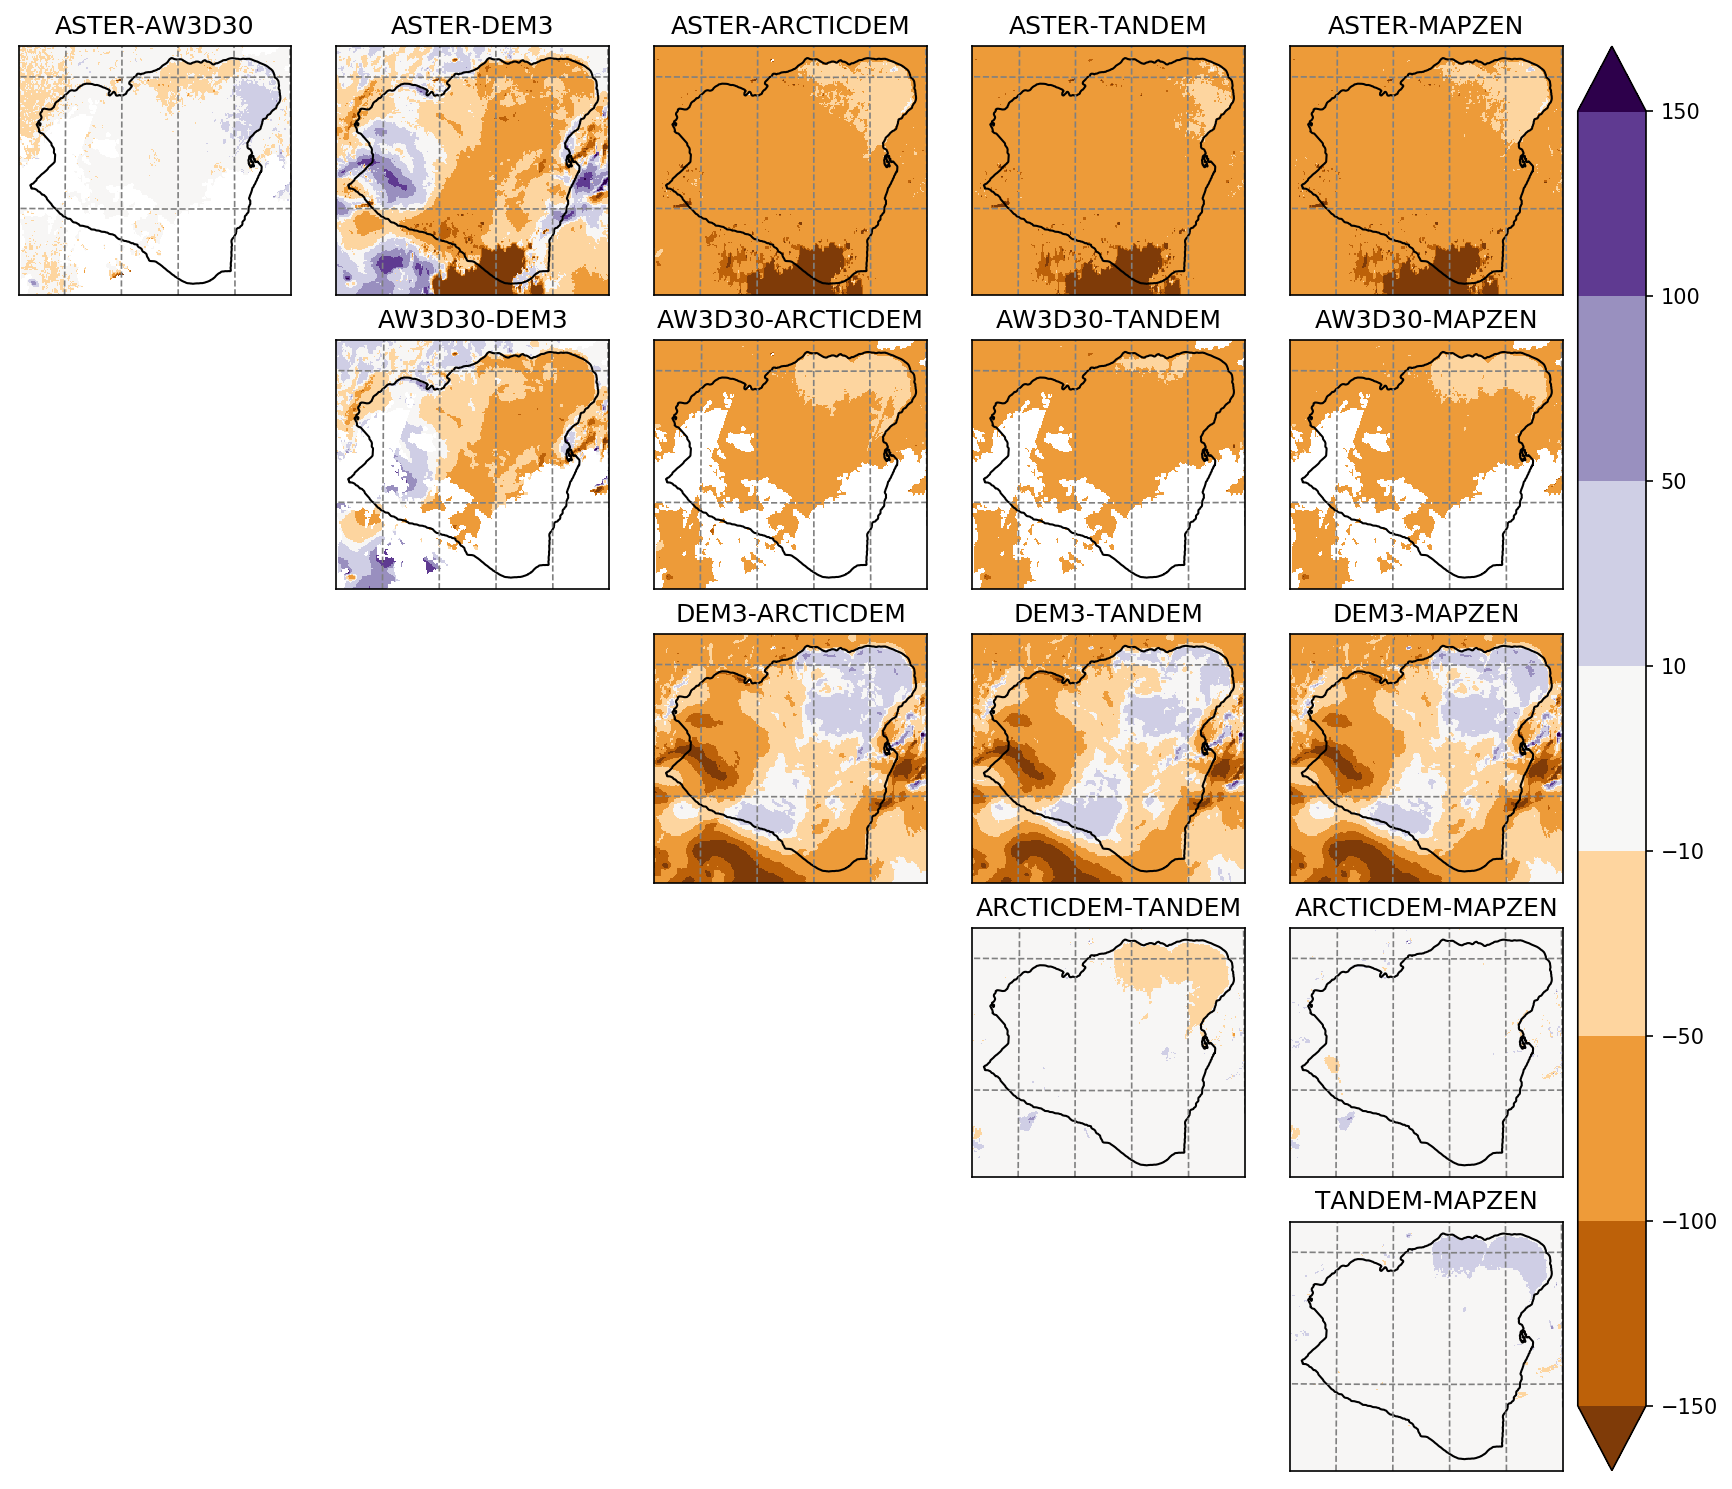 ASTER-AW3D30
ASTER-DEM3
ASTER-ARCTICDEM
ASTER-TANDEM
ASTER-MAPZEN
AW3D30-DEM3
AW3D30-ARCTICDEM
AW3D30-TANDEM
AW3D30-MAPZEN
DEM3-ARCTICDEM
DEM3-TANDEM
DEM3-MAPZEN
ARCTICDEM-TANDEM
ARCTICDEM-MAPZEN
TANDEM-MAPZEN
150
100
50
10
−10
−50
−100
−150